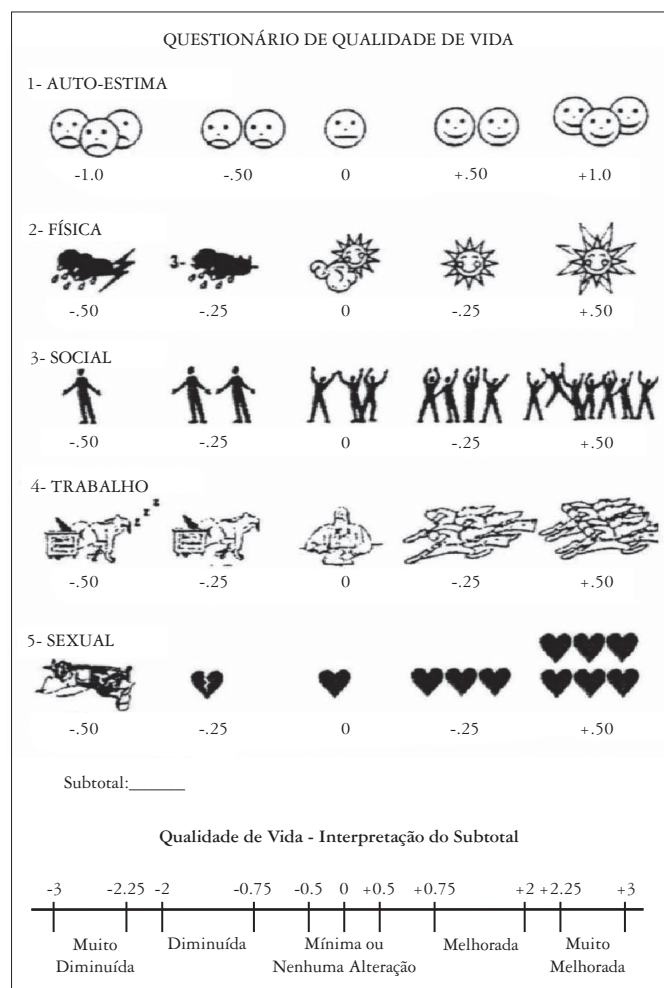 QUESTIONÁRIO DE QUALIDADE DE VIDA
1- AUTO-ESTIMA
-1.0 -.50 0 +.50 +1.0
2- FÍSICA
3-
-.50 -.25 0 -.25 +.50
3- SOCIAL
-.50 -.25 0 -.25 +.50
4- TRABALHO
z z z
-.50 -.25 0 -.25 +.50
5- SEXUAL
-.50 -.25 0 -.25 +.50
Subtotal:______
Qualidade de Vida - Interpretação do Subtotal
-3 -2.25 -2 -0.75 -0.5 0 +0.5 +0.75 +2 +2.25 +3
Muito Diminuída Mínima ou Melhorada Muito
Diminuída Nenhuma Alteração Melhorada